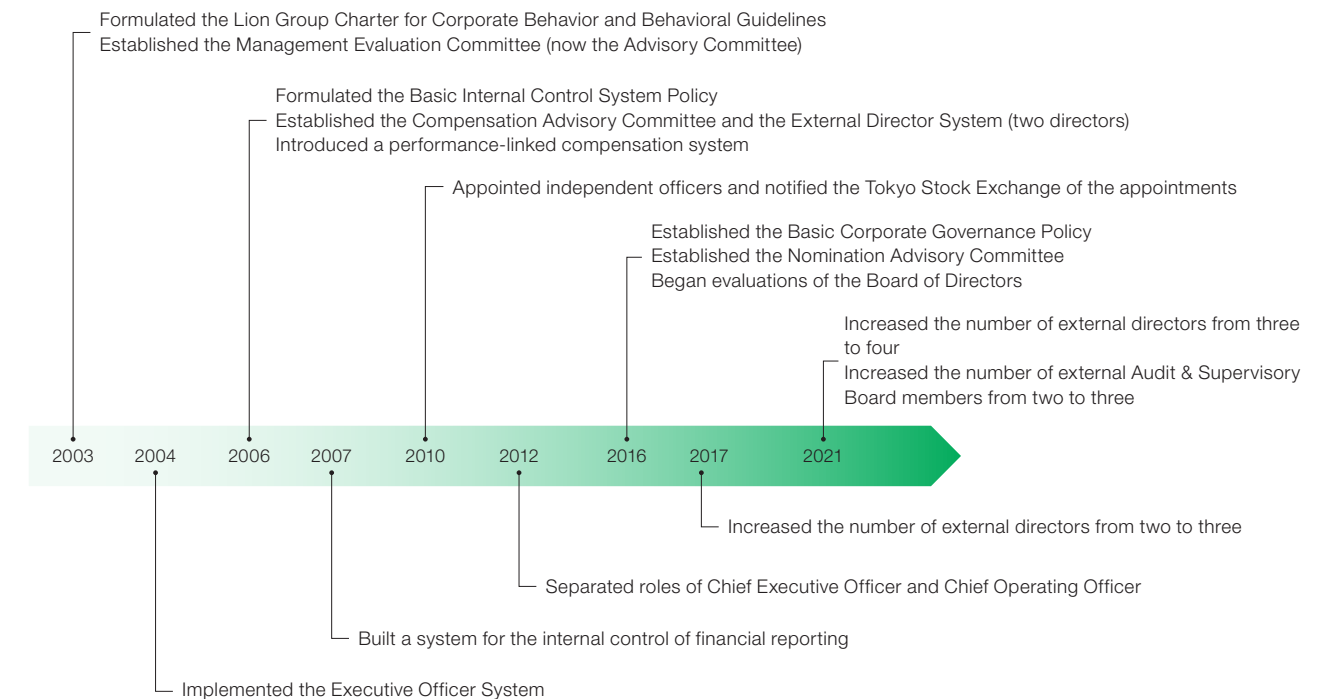 Formulated the Lion Group Charter for Corporate Behavior and Behavioral Guidelines
Established the Management Evaluation Committee (now the Advisory Committee)
Formulated the Basic Internal Control System Policy
Established the Compensation Advisory Committee and the External Director System (two directors)
Introduced a performance-linked compensation system
Appointed independent officers and notified the Tokyo Stock Exchange of the appointments
Established the Basic Corporate Governance Policy
Established the Nomination Advisory Committee
Began evaluations of the Board of Directors
Increased the number of external directors from three
to four
Increased the number of external Audit & Supervisory
Board members from two to three
2003 2004 2006 2007 2010 2012 2016 2017 2021
Increased the number of external directors from two to three
Separated roles of Chief Executive Officer and Chief Operating Officer
Built a system for the internal control of financial reporting
Implemented the Executive Officer System